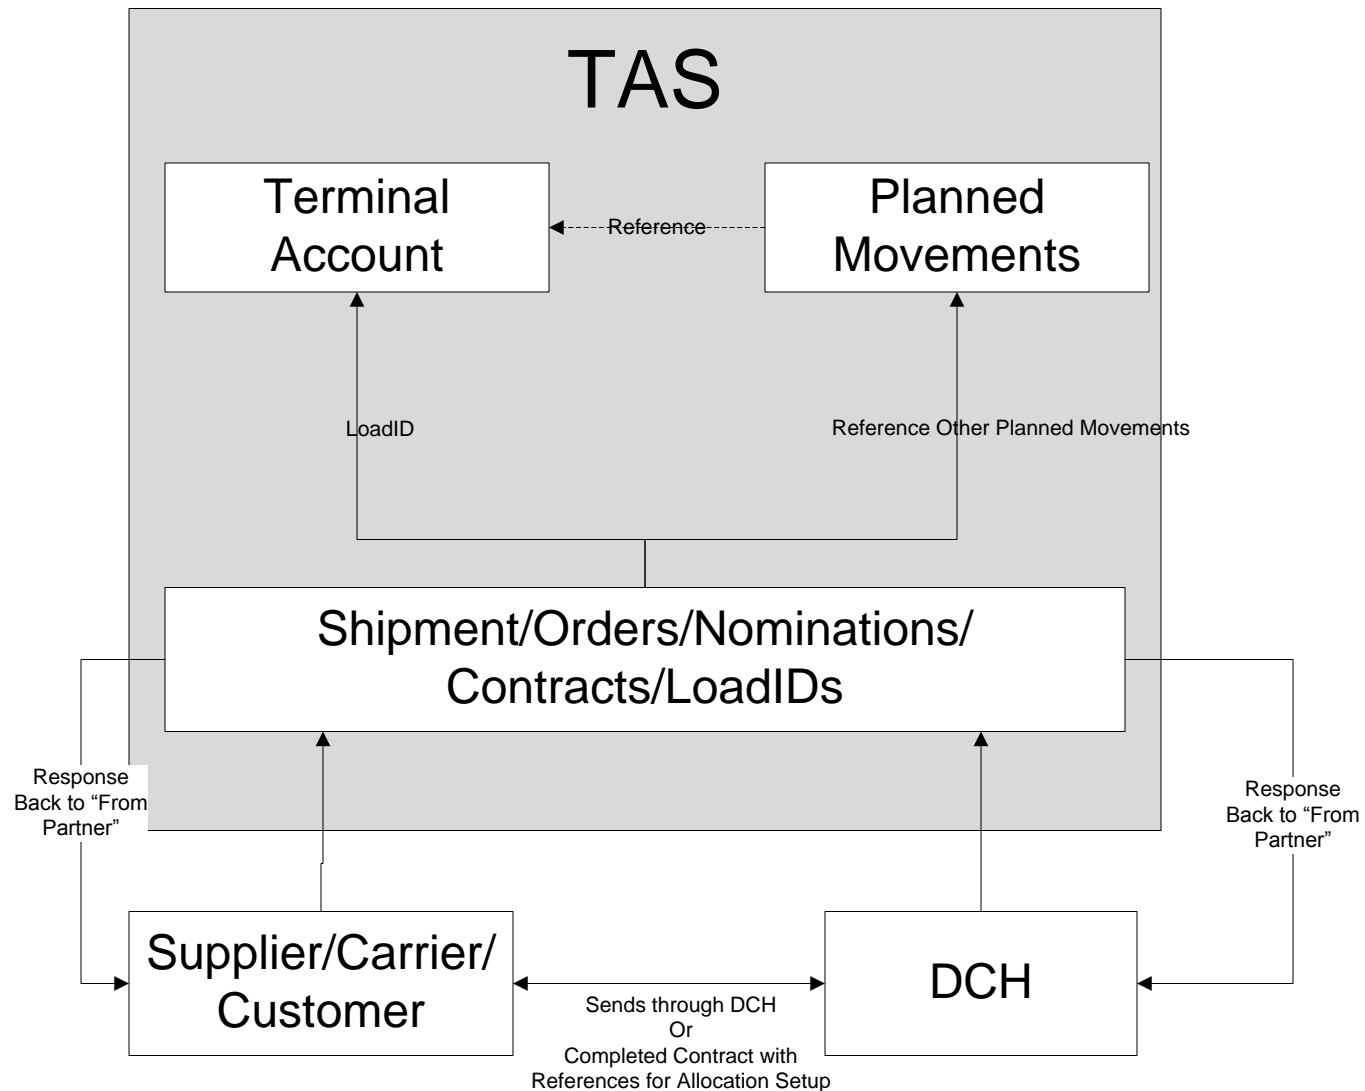 TAS
Terminal
Account
Reference
Planned
Movements
LoadID
Reference Other Planned Movements
Shipment/Orders/Nominations/
Contracts/LoadIDs
Response
Back to “From
Partner”
Response
Back to “From
Partner”
Supplier/Carrier/
Customer
Sends through DCH
Or
Completed Contract with
References for Allocation Setup
DCH